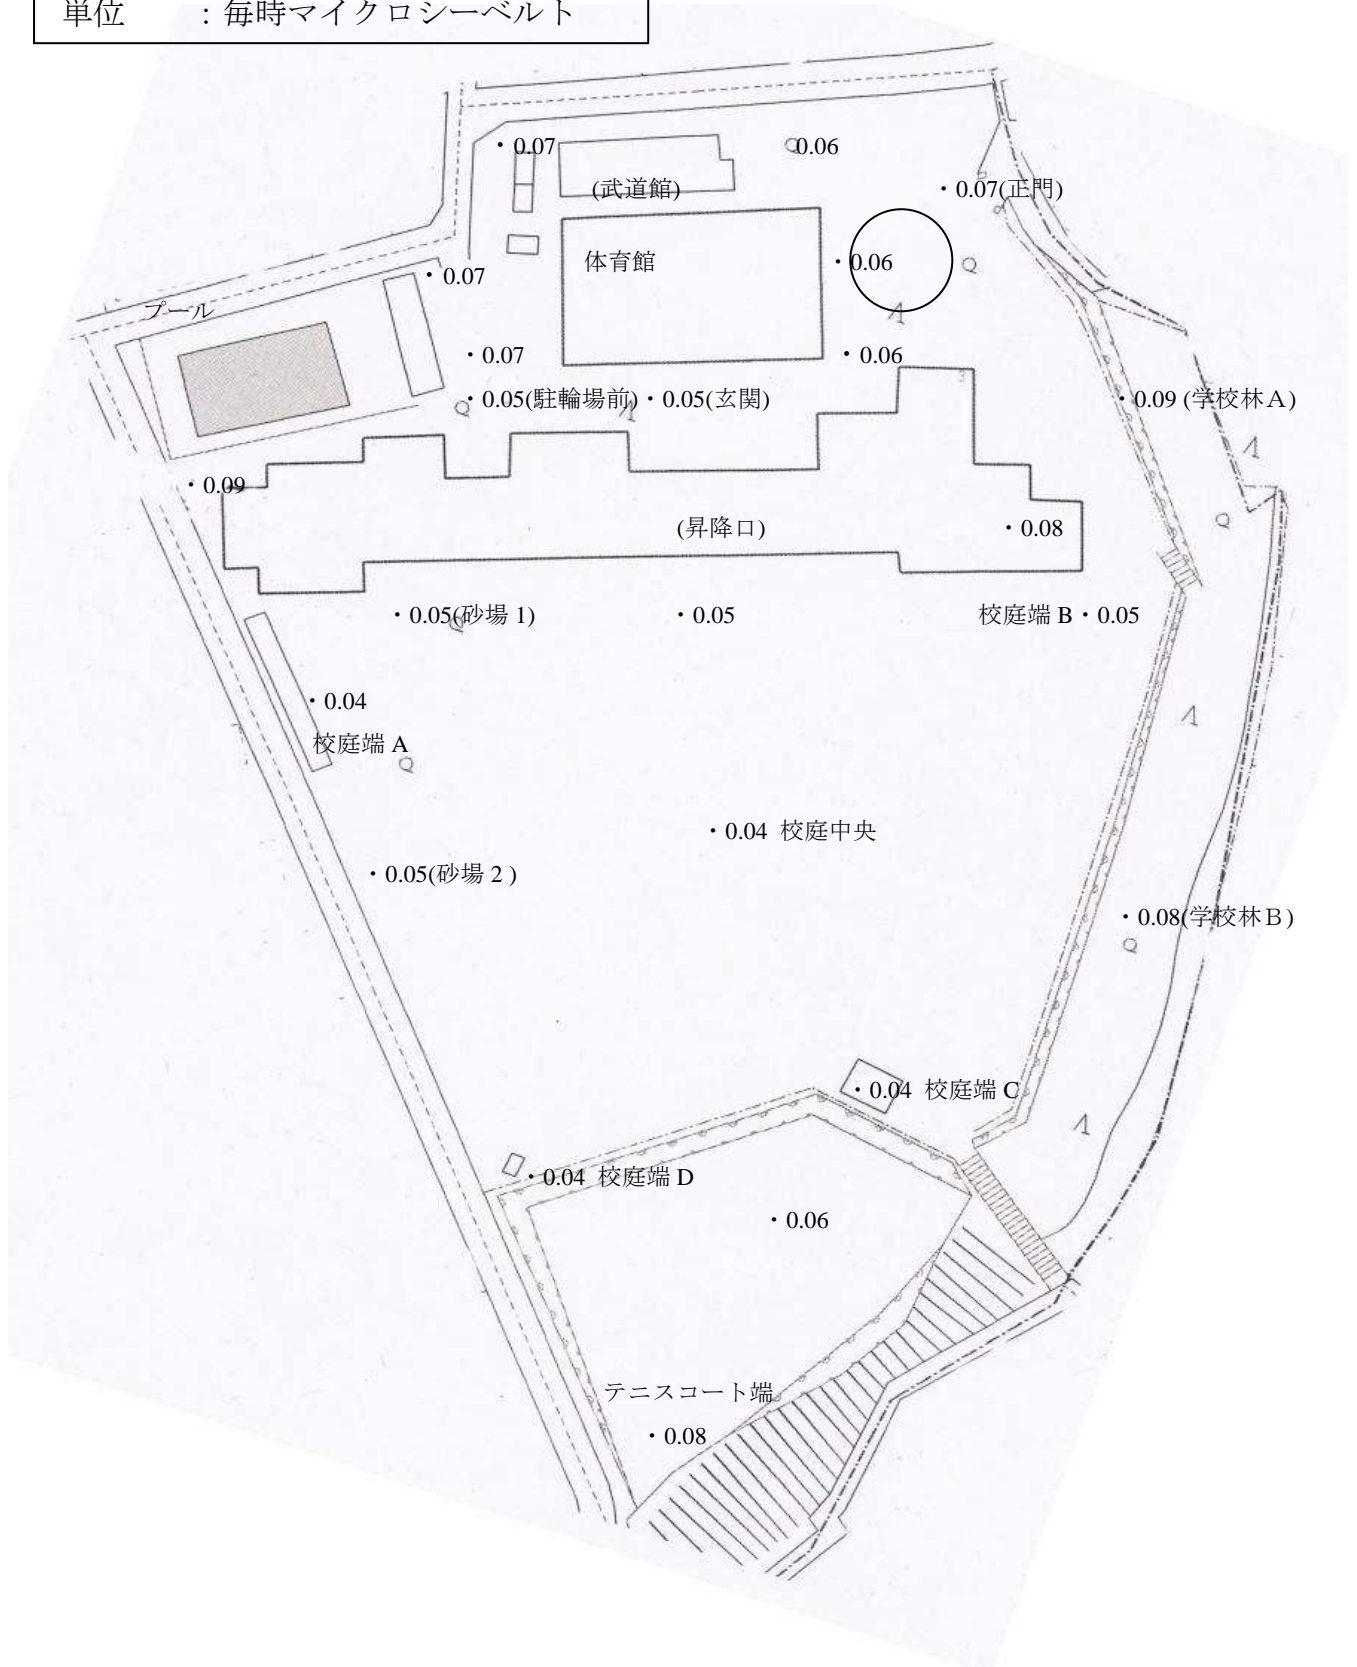 単位 : 毎時マイクロシーベルト
・0.07
0.06
(武道館)
・0.07(正門)
体育館
・0.06
・0.07
プール
・0.07
・0.06
・0.05(駐輪場前)・0.05(玄関)
・0.09 (学校林A)
・0.09
(昇降口)
・0.08
・0.05(砂場 1)
・0.05
校庭端 B・0.05
・0.04
校庭端 A
・0.04 校庭中央
・0.05(砂場 2 )
・0.08(学校林B)
・0.04 校庭端 C
・0.04 校庭端 D
・0.06
テニスコート端
・0.08